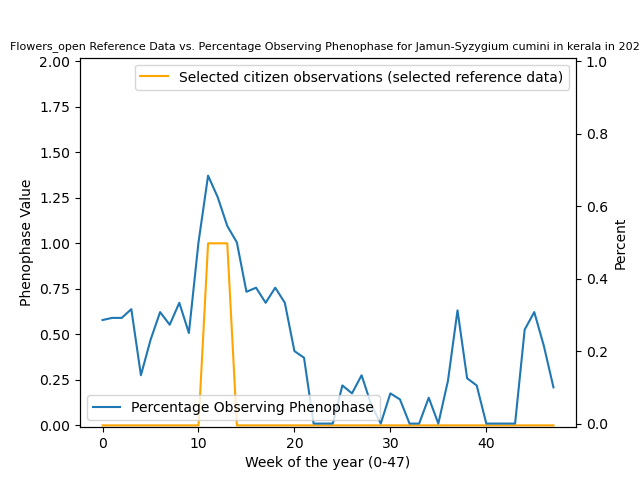 Flowers_open Reference Data vs. Percentage Observing Phenophase for Jamun-Syzygium cumini in kerala in 202
Selected citizen observations (selected reference data)
Percentage Observing Phenophase
Phenophase Value
2.00
1.75
1.50
1.25
1.00
0.75
0.50
0.25
0.00
Percent
1.0
0.8
0.6
0.4
0.2
0.0
0 10 20 30 40
Week of the year (0-47)